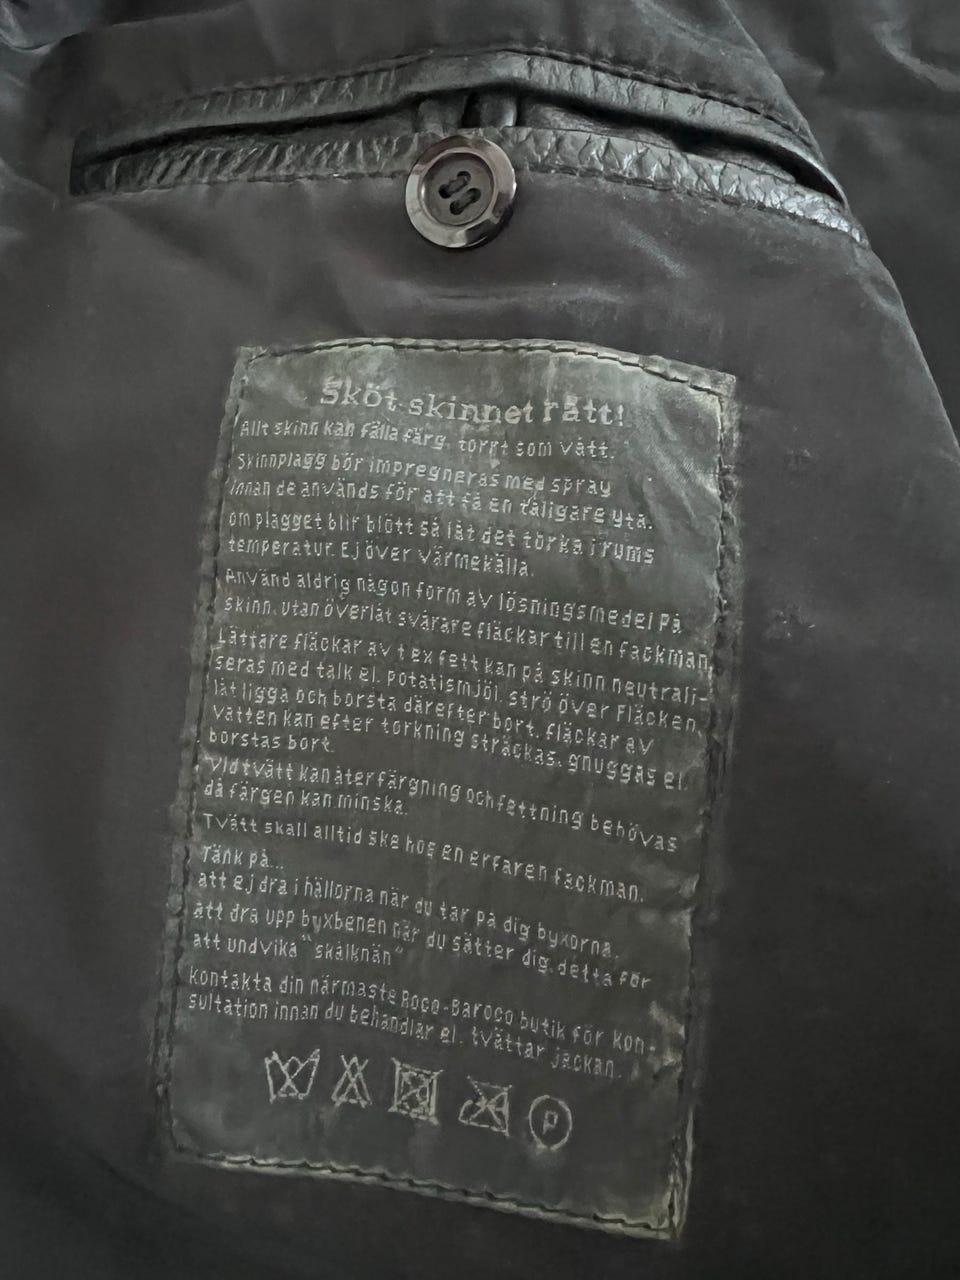 Sköt skinnet rätt!
Allt skinn kan fälla färg, torrt som vått.
Skinnplagg bör impregneras med spray
innan de används för att få en tåligare yta.
om plagget blir blött så låt det torka i rums
temperatur. Ej över värmekälla.
Använd aldrig någon form av lösningsmedel på
skinn, utan överlåt svårare fläckar till en fackman.
Lättare fläckar av t ex fett kan på skinn neutrali-
seras med talk el. potatismjöl, strö över fläcken,
låt ligga och borsta därefter bort. fläckar av
vatten kan efter torkning sträckas, gnuggas el.
borstas bort.
Vid tvätt kan återfärgning och fettning behövas
då färgen kan minska.
Tvätt skall alltid ske hos en erfaren fackman.
Tänk på...
att ej dra i hällorna när du tar på dig byxorna.
att dra upp byxbenen när du sätter dig, detta för
att undvika "skålknän"
kontakta din närmaste Roco-Baroco butik för kon-
sultation innan du behandlar el. tvättar jackan.
P